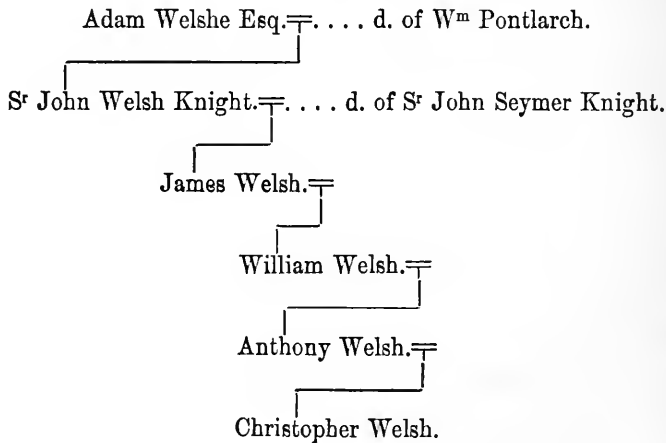 Adam Welshe Esq.╤. . . . d. of Wᵐ Pontlarch.
Sʳ John Welsh Knight.╤. . . . d. of Sʳ John Seymer Knight.
James Welsh.╤
William Welsh.╤
Anthony Welsh.╤
Christopher Welsh.